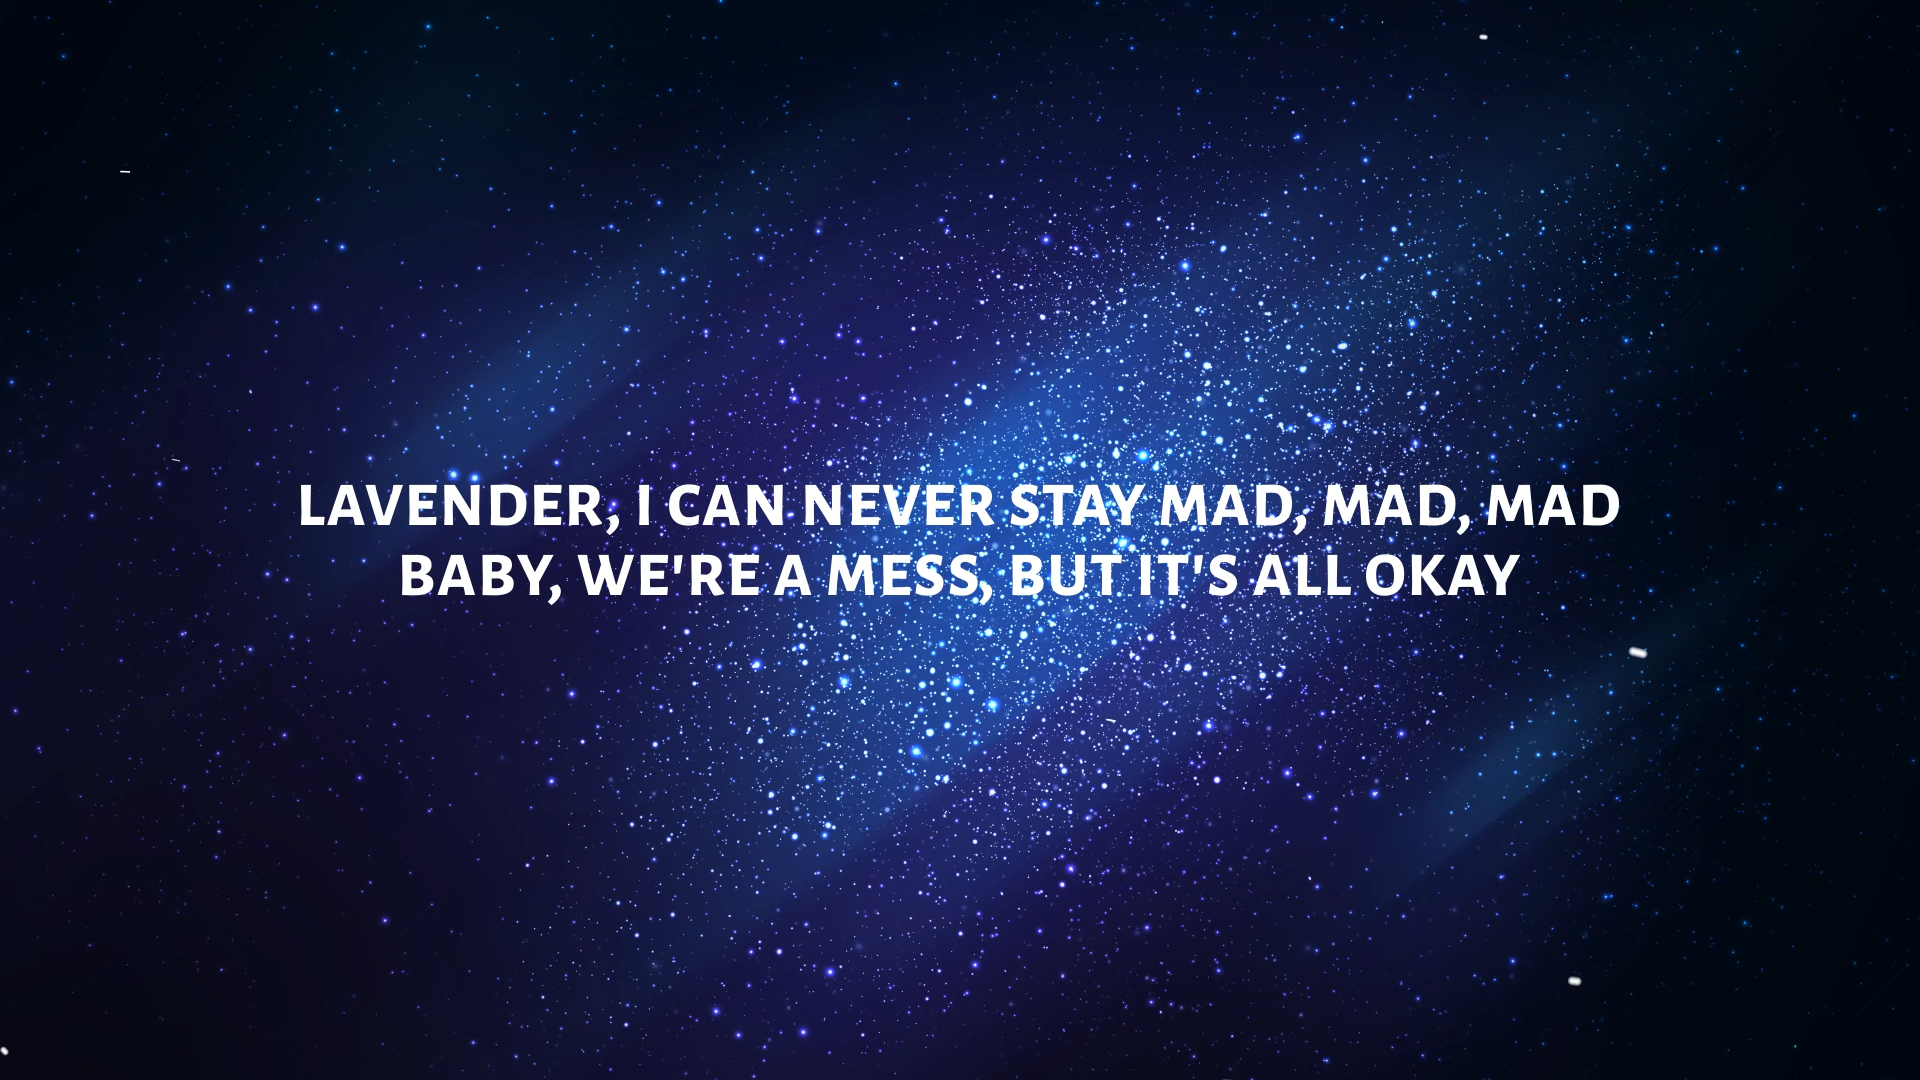 LAVENDER, I CAN NEVER STAY MAD, MAD, MAD
BABY, WE'RE A MESS, BUT IT'S ALL OKAY